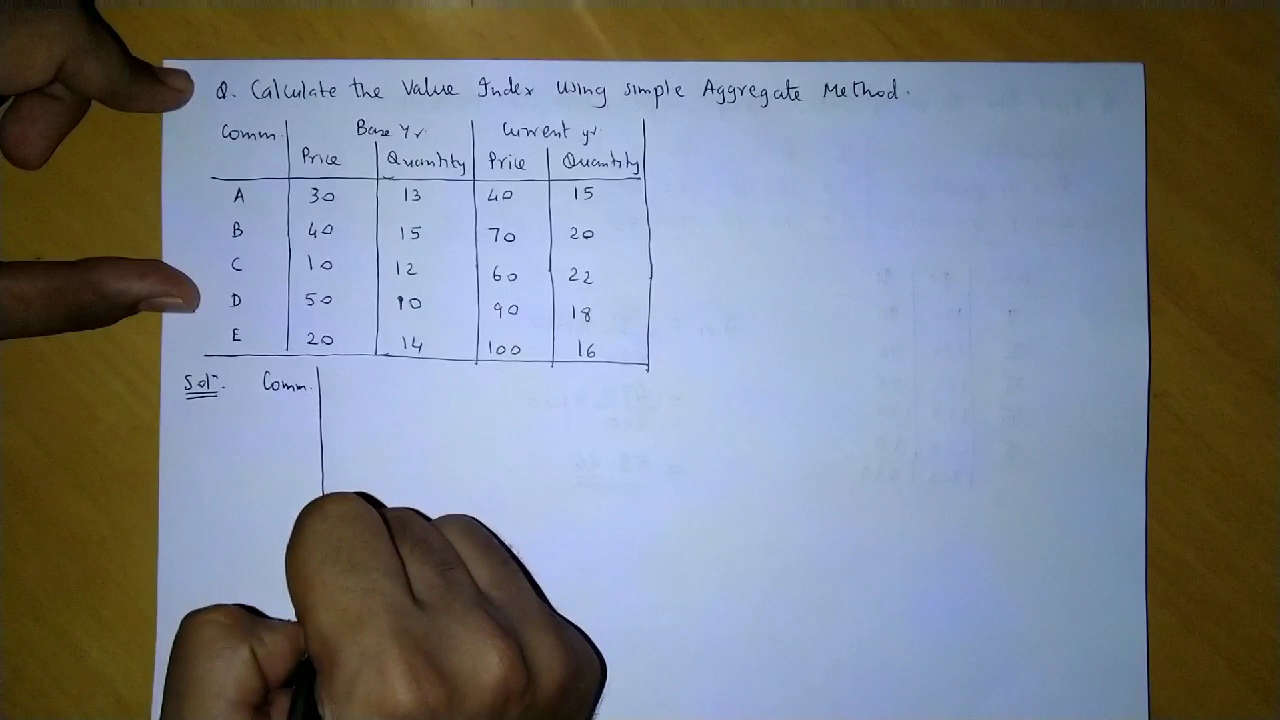 Q. Calculate the Value Index Using simple Aggregate Method.
Comm. Base Yr. Current yr.
Price Quantity Price Quantity
A 30 13 40 15
B 40 15 70 20
C 10 12 60 22
D 50 10 90 18
E 20 14 100 16
Solⁿ. Comm.